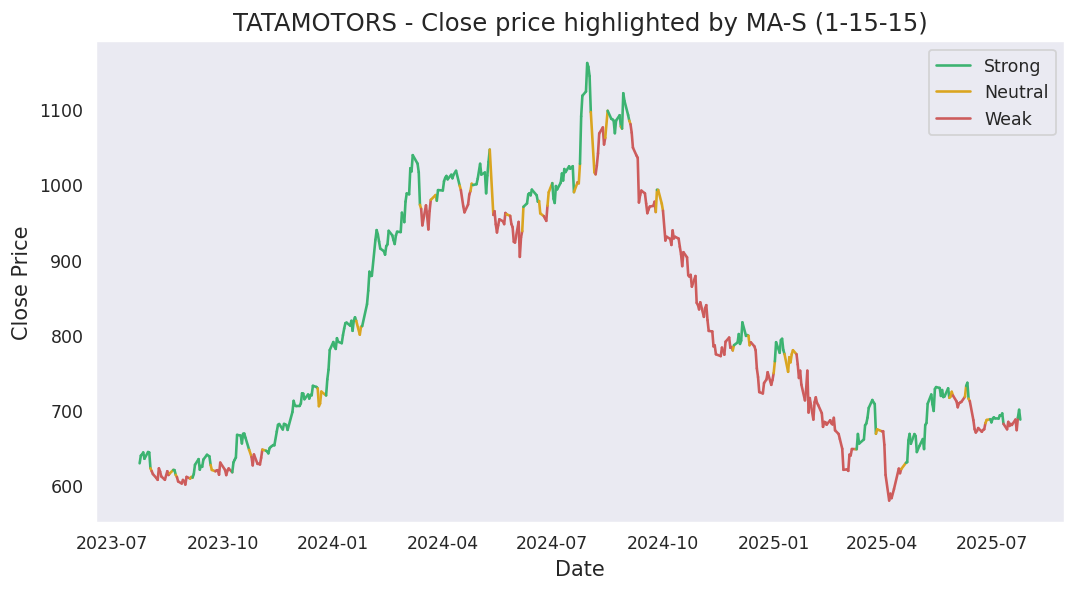 TATAMOTORS - Close price highlighted by MA-S (1-15-15)
Strong
Neutral
Weak
Close Price
1100
1000
900
800
700
600
2023-07 2023-10 2024-01 2024-04 2024-07 2024-10 2025-01 2025-04 2025-07
Date